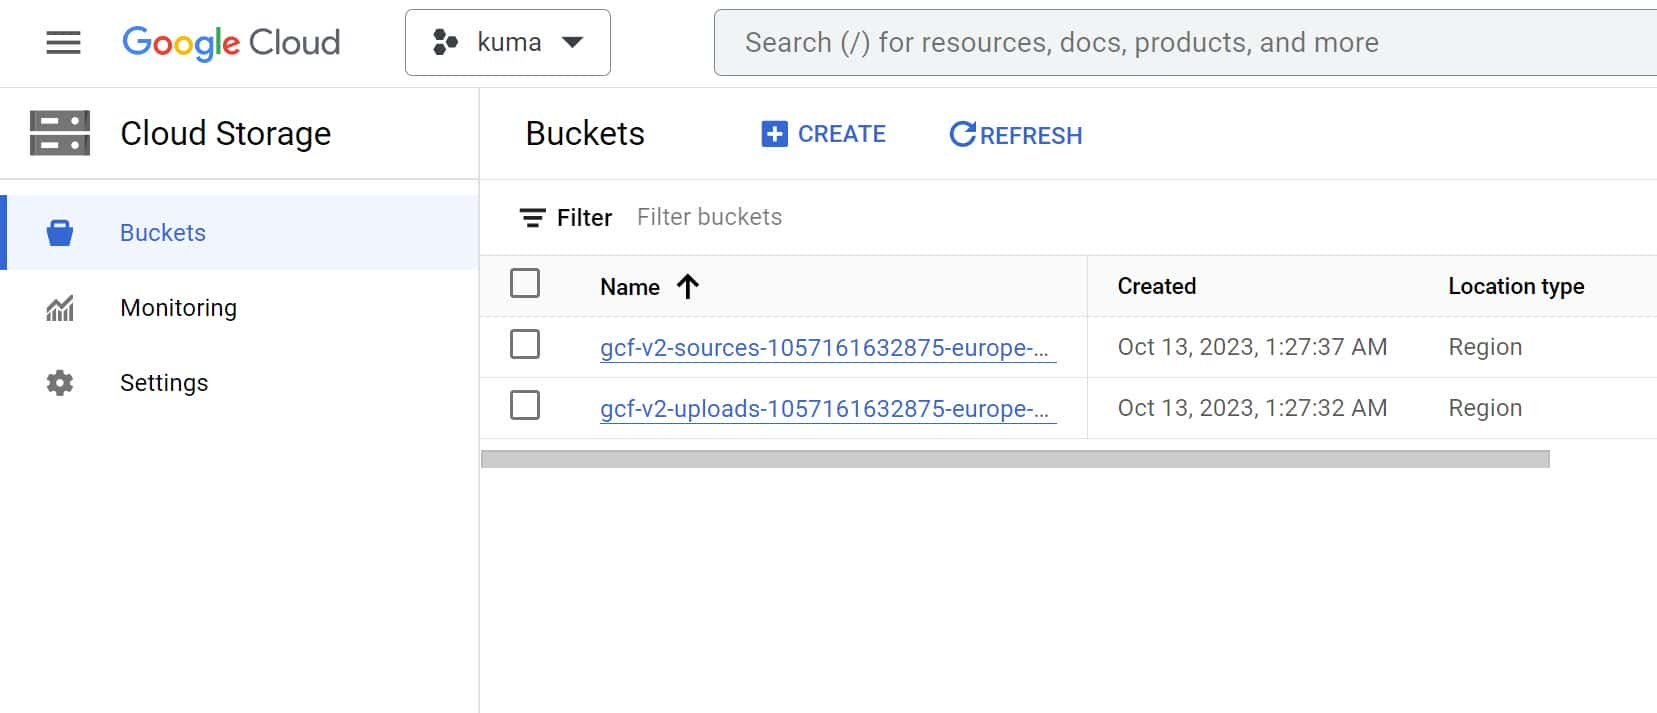 Google Cloud
kuma
Search (/) for resources, docs, products, and more
Cloud Storage
Buckets
CREATE
REFRESH
Buckets
Monitoring
Settings
Filter Filter buckets
Name Created Location type
gcf-v2-sources-1057161632875-europe-... Oct 13, 2023, 1:27:37 AM Region
gcf-v2-uploads-1057161632875-europe-... Oct 13, 2023, 1:27:32 AM Region